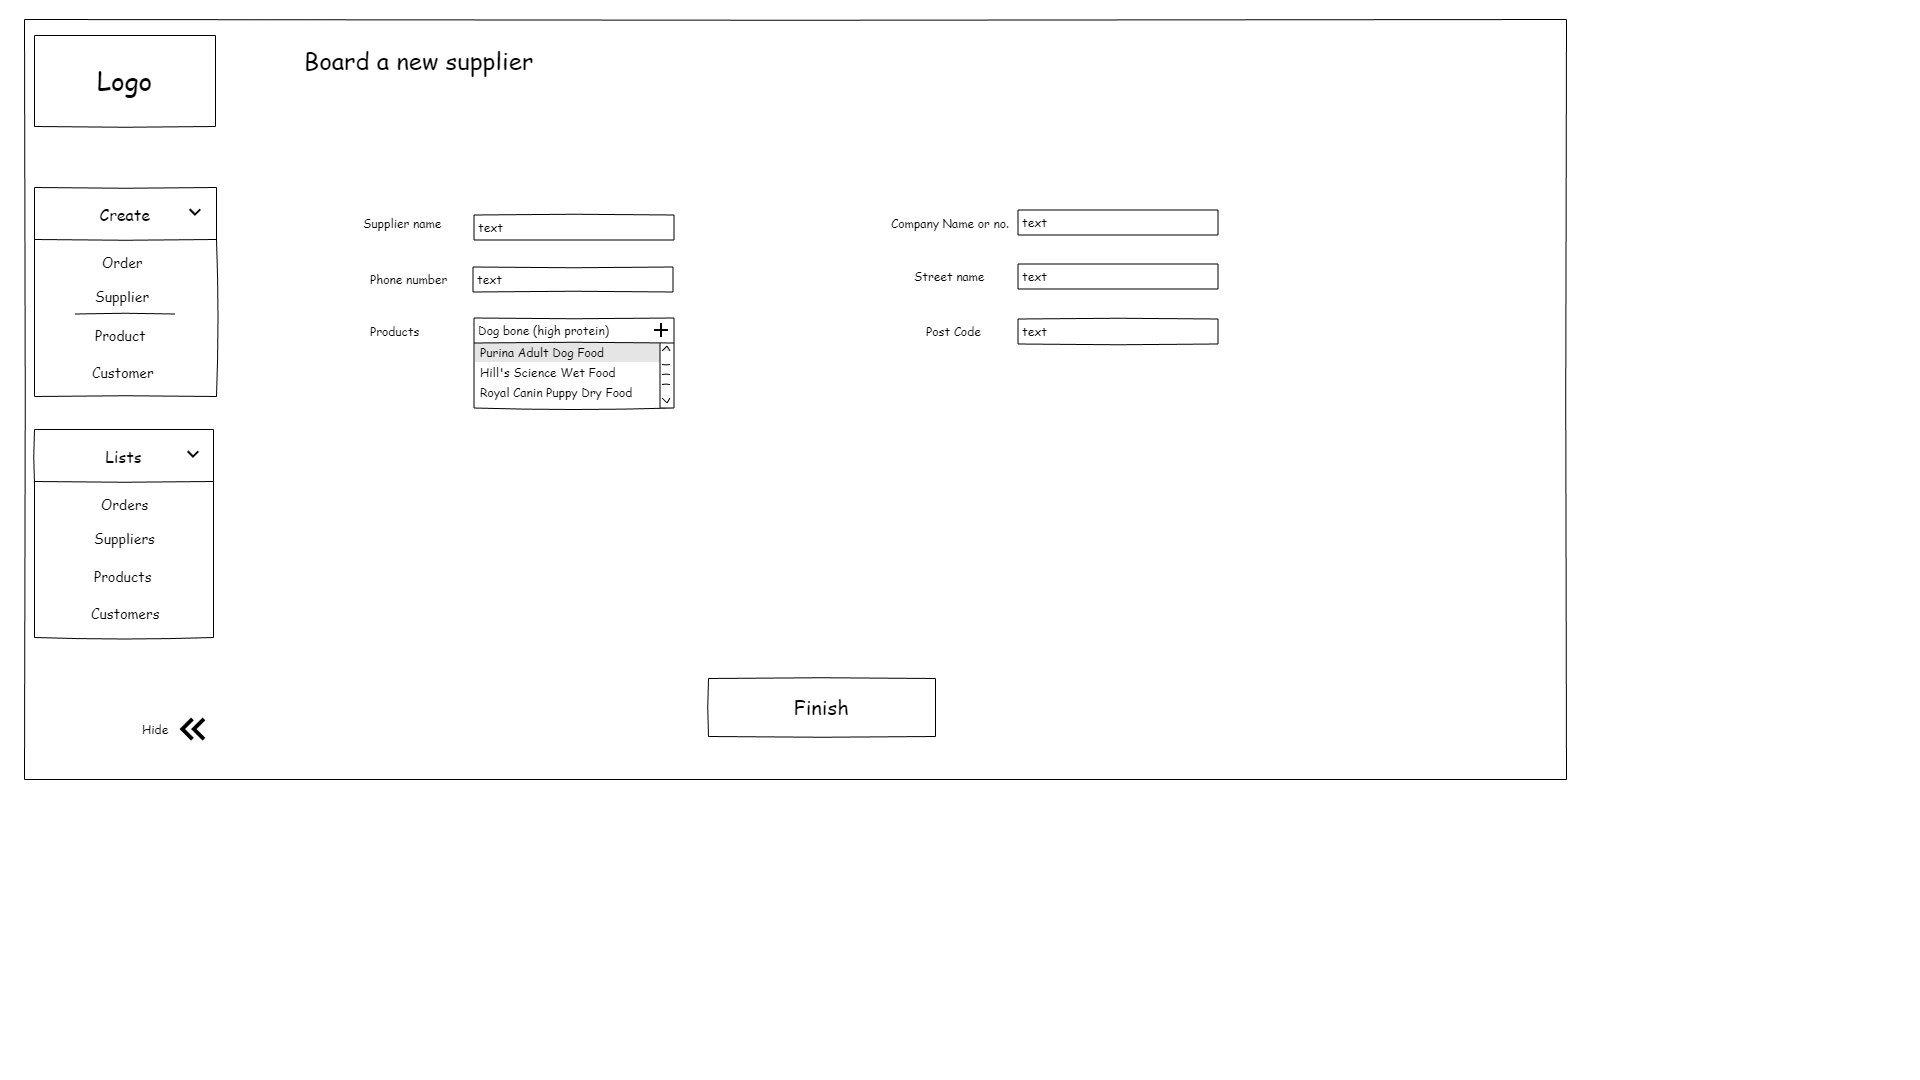 Logo
Board a new supplier
Create
Order
Supplier
Product
Customer
Lists
Orders
Suppliers
Products
Customers
Hide
Supplier name
text
Phone number
text
Products
Dog bone (high protein)
Purina Adult Dog Food
Hill's Science Wet Food
Royal Canin Puppy Dry Food
Company Name or no.
text
Street name
text
Post Code
text
Finish